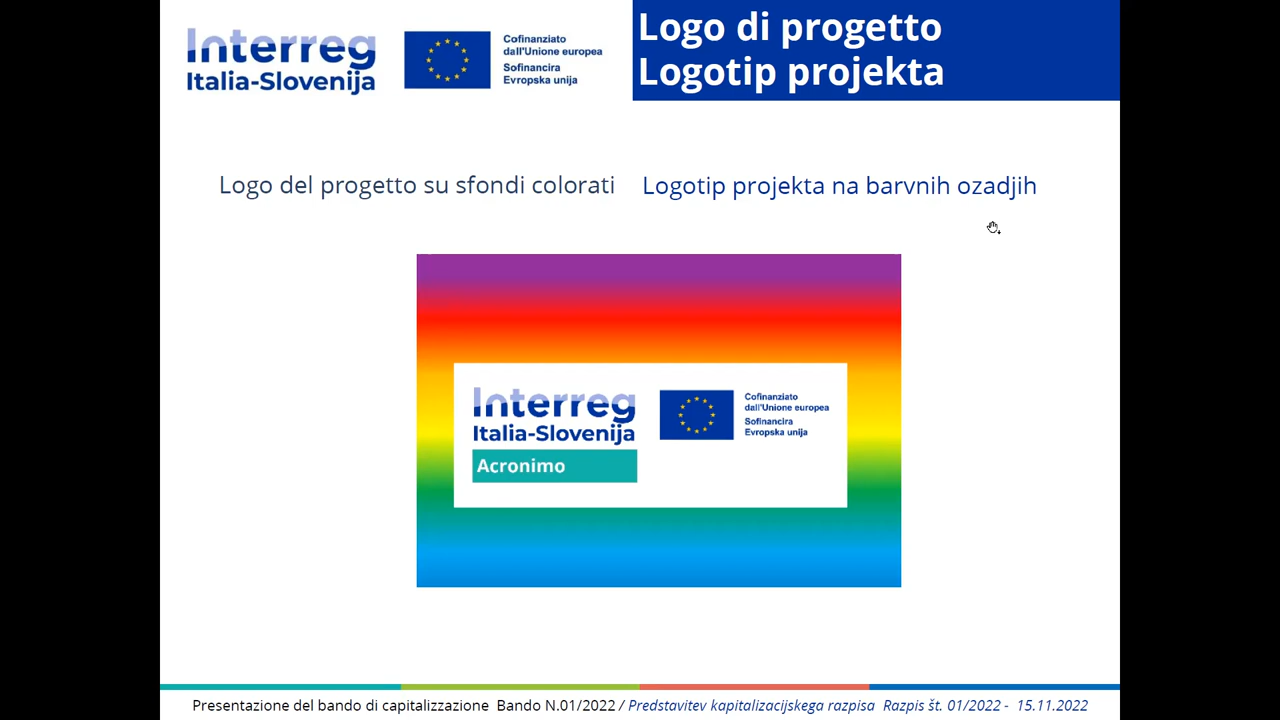 Interreg
Italia-Slovenija
Cofinanziato
dall'Unione europea
Sofinancira
Evropska unija
Logo di progetto
Logotip projekta
Logo del progetto su sfondi colorati
Logotip projekta na barvnih ozadjih
Interreg
Italia-Slovenija
Acronimo
Cofinanziato
dall'Unione europea
Sofinancira
Evropska unija
Presentazione del bando di capitalizzazione Bando N.01/2022 / Predstavitev kapitalizacijskega razpisa Razpis št. 01/2022 - 15.11.2022